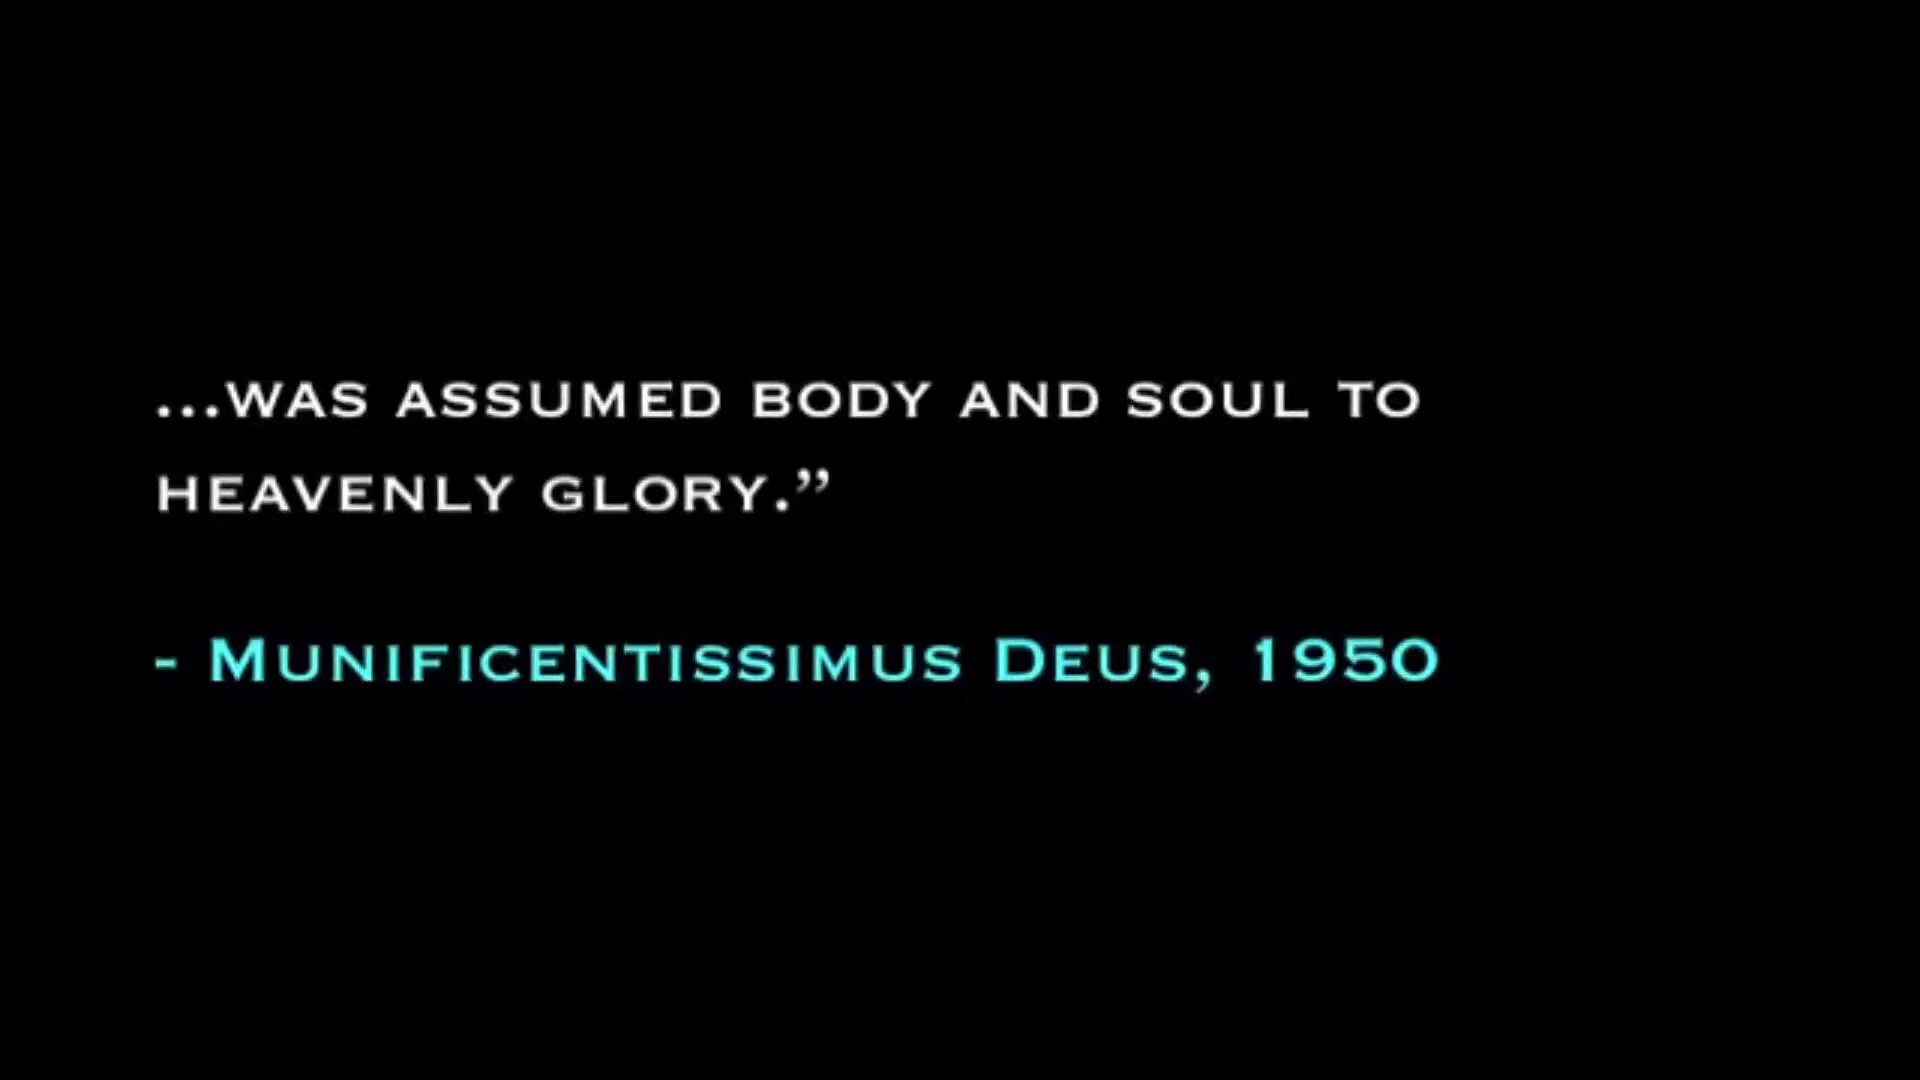 ...WAS ASSUMED BODY AND SOUL TO
HEAVENLY GLORY.”
- MUNIFICENTISSIMUS DEUS, 1950